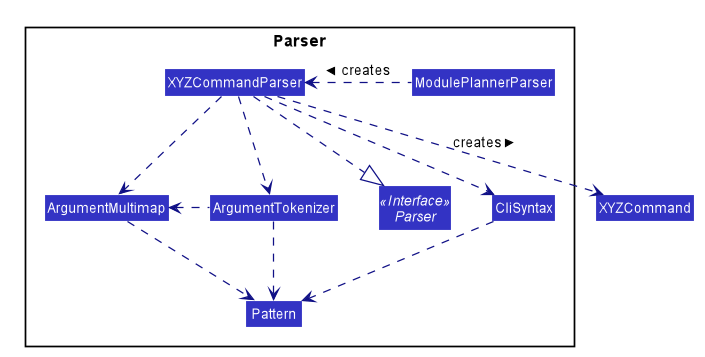 Parser
◄ creates
XYZCommandParser
ModulePlannerParser
creates ►
ArgumentMultimap
ArgumentTokenizer
«Interface»
Parser
CliSyntax
XYZCommand
Pattern